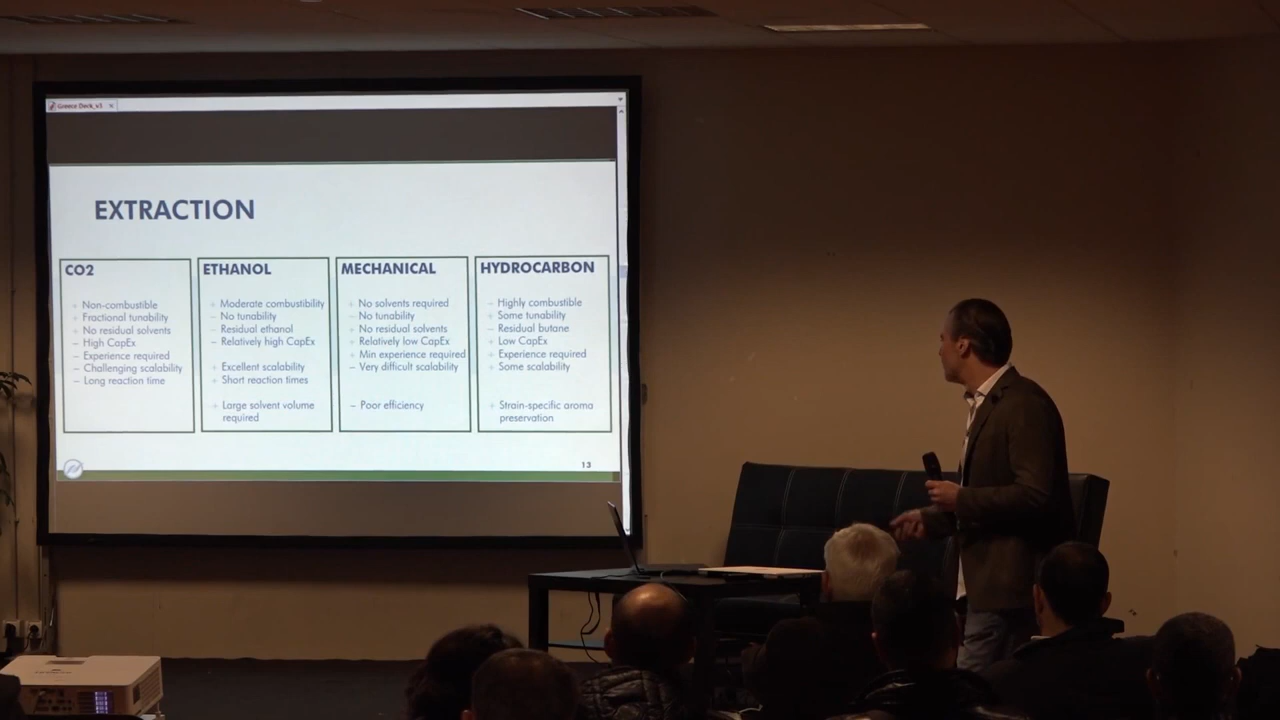 Greece Deck_v3
EXTRACTION
CO2
+ Non-combustible
+ Fractional tunability
+ No residual solvents
– High CapEx
– Experience required
– Challenging scalability
– Long reaction time
ETHANOL
+ Moderate combustibility
– No tunability
– Residual ethanol
– Relatively high CapEx
+ Excellent scalability
+ Short reaction times
+ Large solvent volume
required
MECHANICAL
+ No solvents required
– No tunability
+ No residual solvents
+ Relatively low CapEx
+ Min experience required
– Very difficult scalability
– Poor efficiency
HYDROCARBON
– Highly combustible
+ Some tunability
– Residual butane
+ Low CapEx
+ Experience required
+ Some scalability
+ Strain-specific aroma
preservation
13